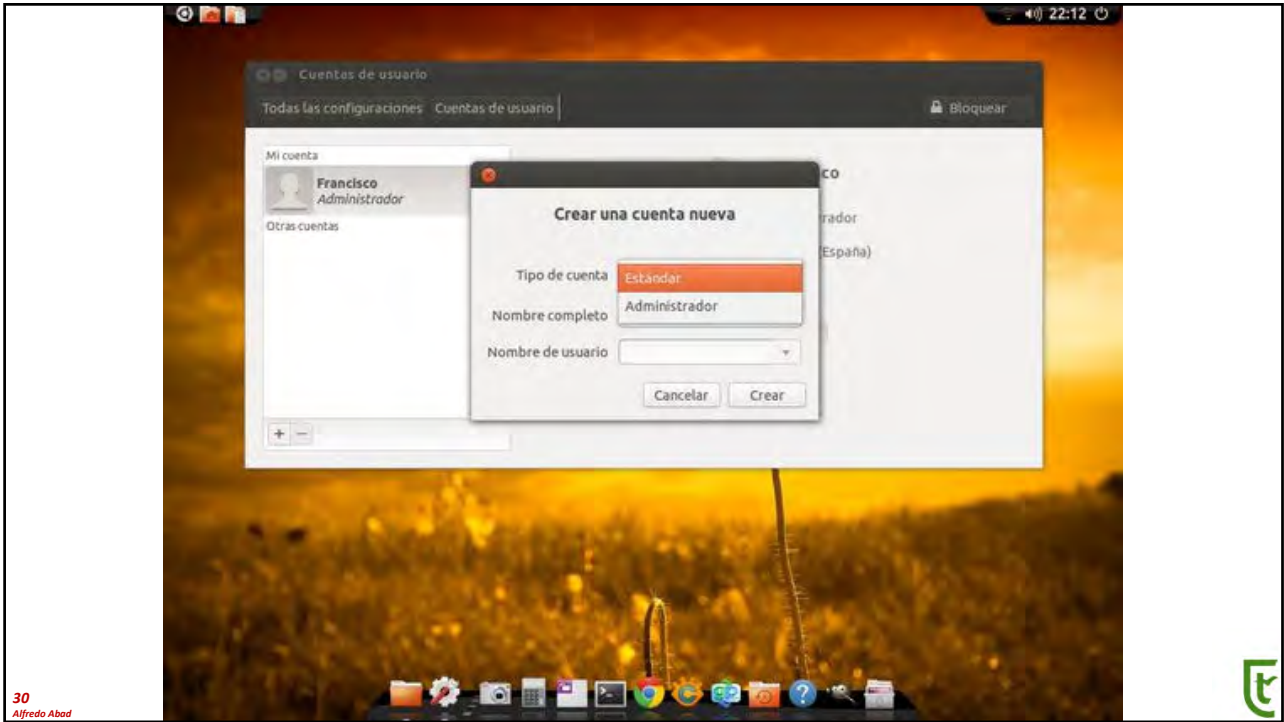 22:12
Cuentas de usuario
Todas las configuraciones Cuentas de usuario
Bloquear
Mi cuenta
Francisco
Administrador
Otras cuentas
co
rador
(España)
Crear una cuenta nueva
Tipo de cuenta
Estándar
Administrador
Nombre completo
Nombre de usuario
Cancelar Crear
+ −
30
Alfredo Abad